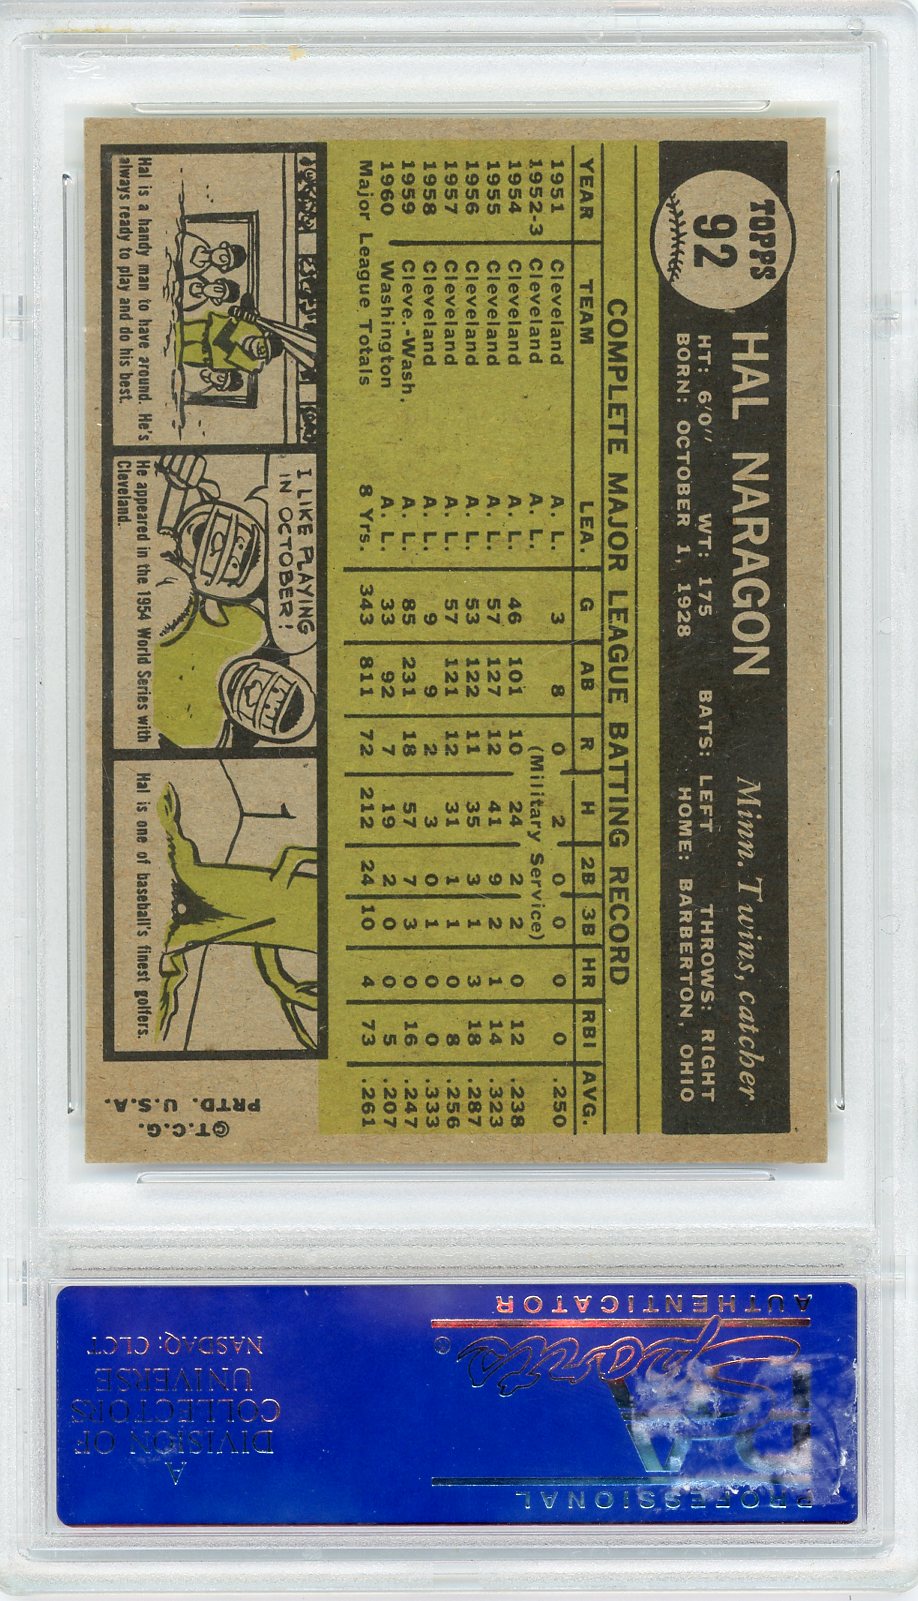 TOPPS
92
HAL NARAGON Minn. Twins, catcher
HT: 6'0" WT: 175 BATS: LEFT THROWS: RIGHT
BORN: OCTOBER 1, 1928 HOME: BARBERTON, OHIO
COMPLETE MAJOR LEAGUE BATTING RECORD
YEAR TEAM LEA. G AB R H 2B 3B HR RBI AVG.
1951 Cleveland A. L. 3 8 0 2 0 0 0 0 .250
1952-3 Cleveland A. L. (Military Service)
1954 Cleveland A. L. 46 101 10 24 2 2 0 12 .238
1955 Cleveland A. L. 57 127 12 41 9 2 1 14 .323
1956 Cleveland A. L. 53 122 11 35 3 1 3 18 .287
1957 Cleveland A. L. 57 121 12 31 1 1 0 8 .256
1958 Cleveland A. L. 9 9 2 3 0 1 0 0 .333
1959 Cleve.-Wash. A. L. 85 231 18 57 7 3 0 16 .247
1960 Washington A. L. 33 92 7 19 2 0 0 5 .207
Major League Totals 8 Yrs. 343 811 72 212 24 10 4 73 .261
I LIKE PLAYING
IN OCTOBER!
1
Hal is a handy man to have around. He's
always ready to play and do his best.
He appeared in the 1954 World Series with
Cleveland.
Hal is one of baseball's finest golfers.
©T.C.G.
PRTD. U.S.A.
PROFESSIONAL
PSA
Sports
®
AUTHENTICATOR
A
DIVISION OF
COLLECTORS
UNIVERSE
NASDAQ: CLCT